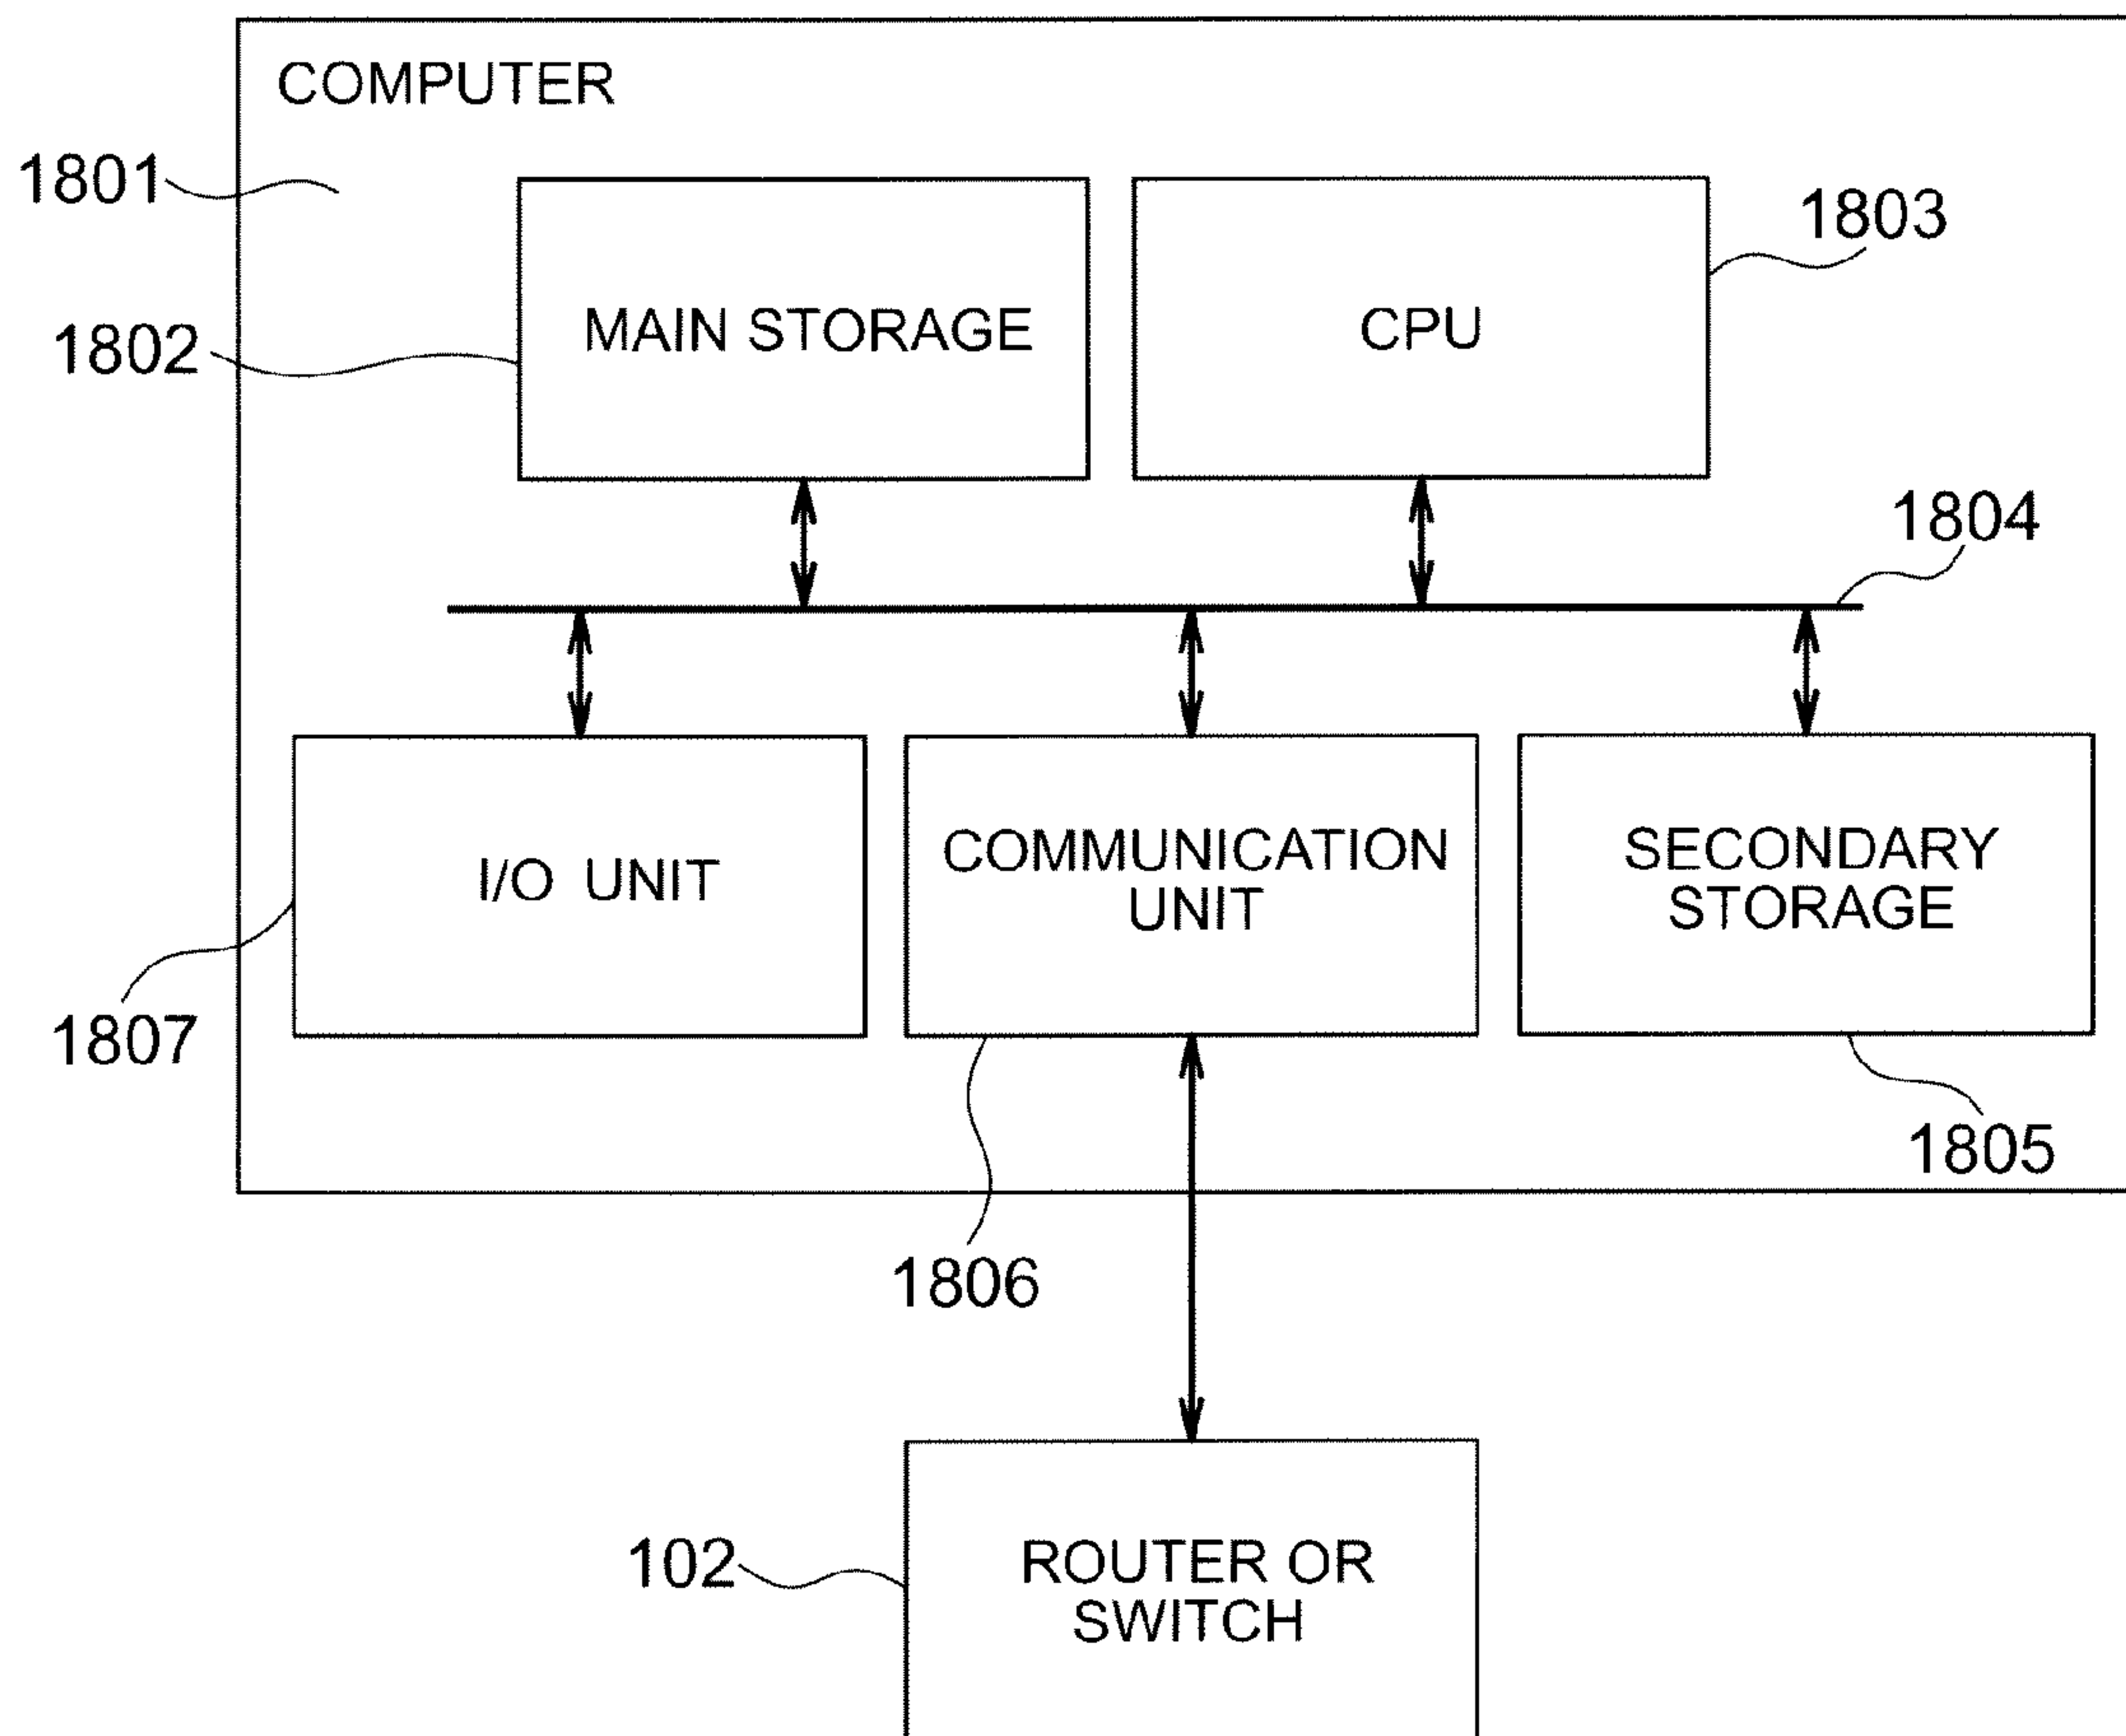 COMPUTER
1801
1803
MAIN STORAGE
CPU
1802
1804
I/O UNIT
COMMUNICATION
UNIT
SECONDARY
STORAGE
1807
1805
1806
102
ROUTER OR
SWITCH